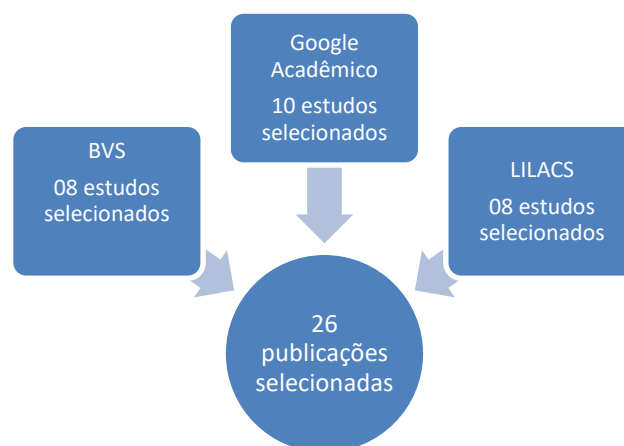 Google
Acadêmico
10 estudos
selecionados
BVS
08 estudos
selecionados
LILACS
08 estudos
selecionados
26
publicações
selecionadas